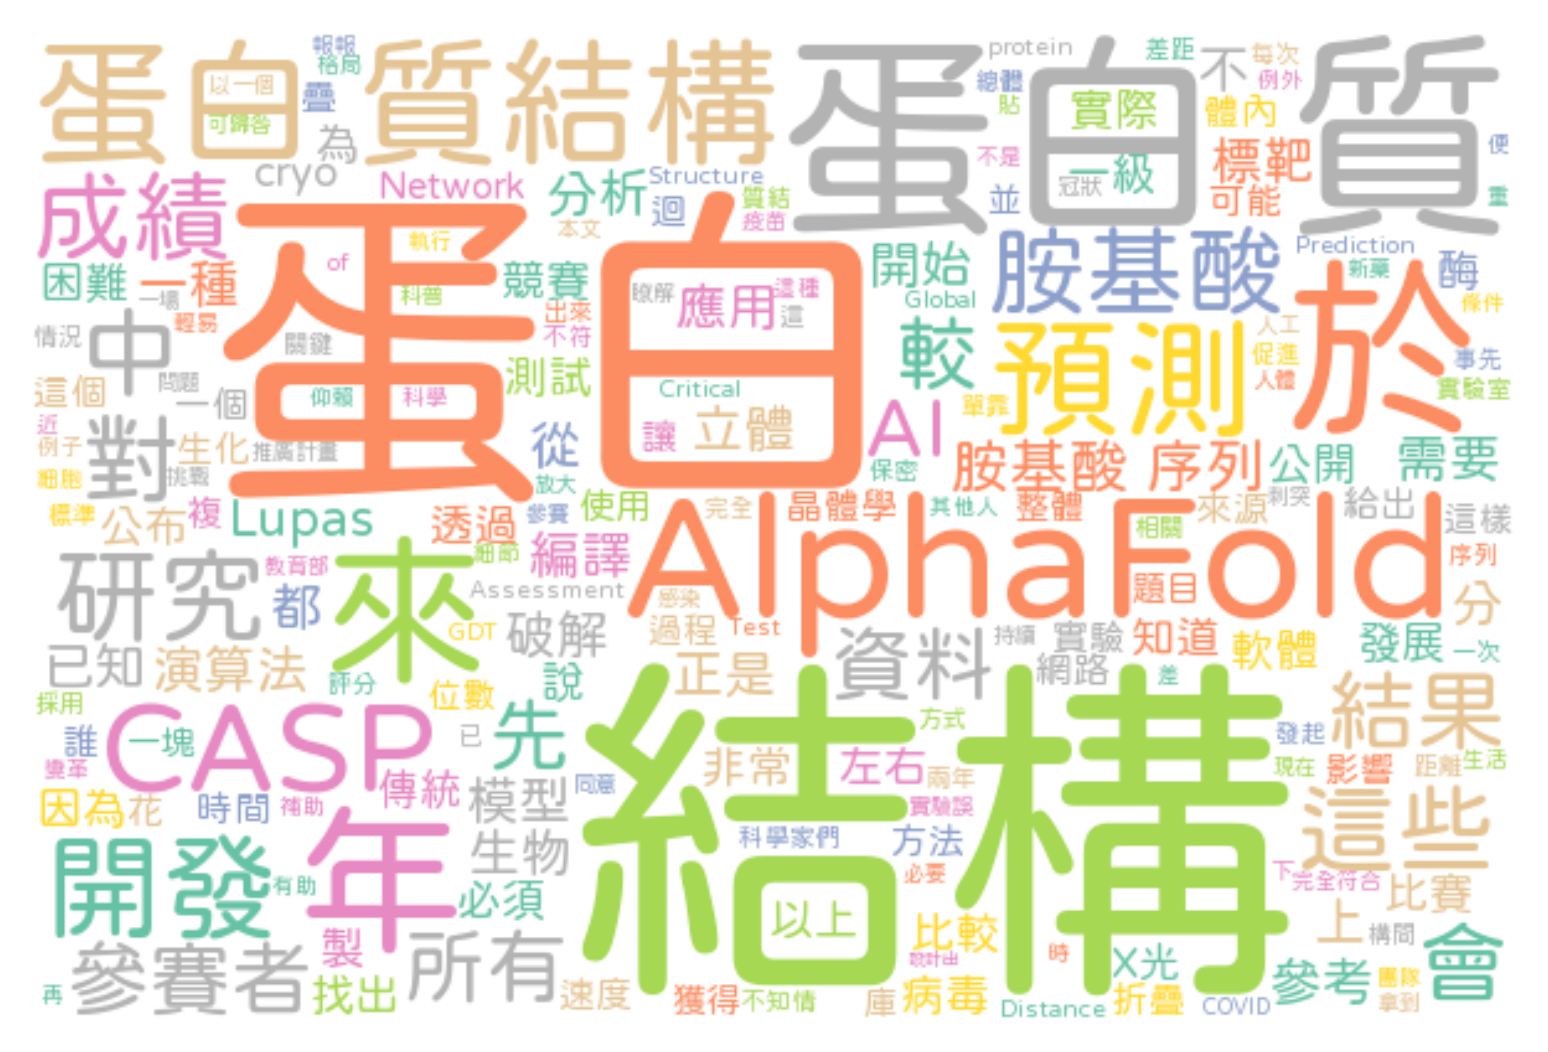 蛋白質結構
蛋白質
報報
格局
疊
以一個
為
cryo
protein
差距
不
每次
例外
總體
貼
實際
體內
不是
一級
冠狀
標靶
可能
便
重
並
成績
Network
分析
Structure
迴
質結
疫苗
本文
蛋白
執行
of
科普
競賽
出來
不符
瞭解
應用
這種
這
開始
Global
胺基酸
Prediction
新藥
酶
條件
困難
一種
輕易
情況
中
關鍵
問題
這個
一個
仰賴
科學
測試
Critical
立體
讓
較
預測
人工
促進
人體
於
事先
實驗室
近
例子
對
生化
推廣計畫
挑戰
細胞
從
放大
AI
單靠
保密
胺基酸 序列
公開
需要
標準
公布
複
Lupas
透過
細節
參賽
使用
編譯
完全
晶體學
其他人
整體
相關
來源
刺突
給出
這樣
AlphaFold
序列
研究
教育部
都
來
Assessment
GDT
破解
感染
過程
Test
題目
分
資料
持續
實驗
網路
知道
軟體
發展
一次
已知
演算法
評分
位數
說
正是
差
採用
誰
一塊
CASP
已
先
結構
方式
結果
發起
變革
因為
花
時間
補助
傳統
模型
同意
非常
左右
兩年
現在
影響
距離
生活
實驗誤
這些
開發
有助
年
生物
必須
科學家們
方法
必要
以上
下
完全符合
比賽
比較
上
構問
會
參賽者
製
所有
時
X光
參考
團隊
拿到
再
找出
速度
獲得
不知情
庫
病毒
Distance
折疊
COVID